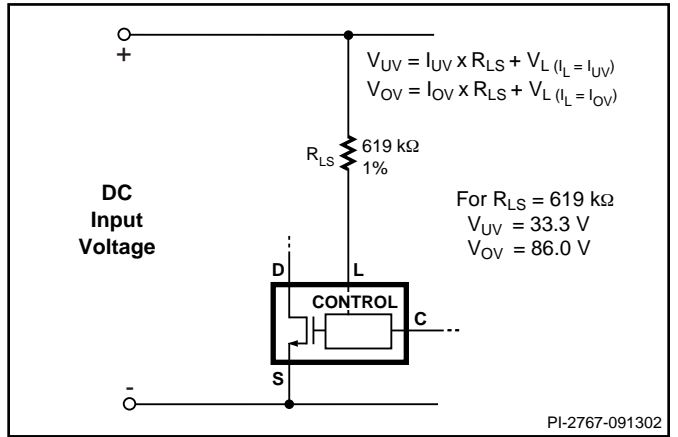 +
V_UV = I_UV x R_LS + V_L (I_L = I_UV)
V_OV = I_OV x R_LS + V_L (I_L = I_OV)
R_LS
619 kΩ
1%
DC
Input
Voltage
For R_LS = 619 kΩ
V_UV = 33.3 V
V_OV = 86.0 V
D
L
CONTROL
C
S
-
PI-2767-091302